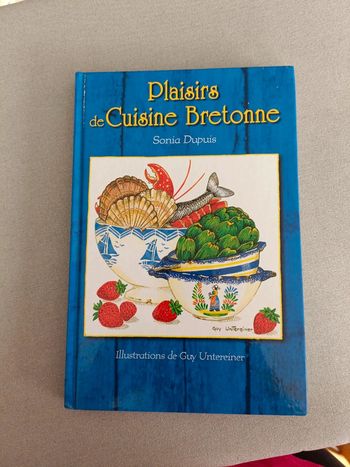 Plaisirs
de Cuisine Bretonne
Sonia Dupuis
Guy Untereiner
Illustrations de Guy Untereiner